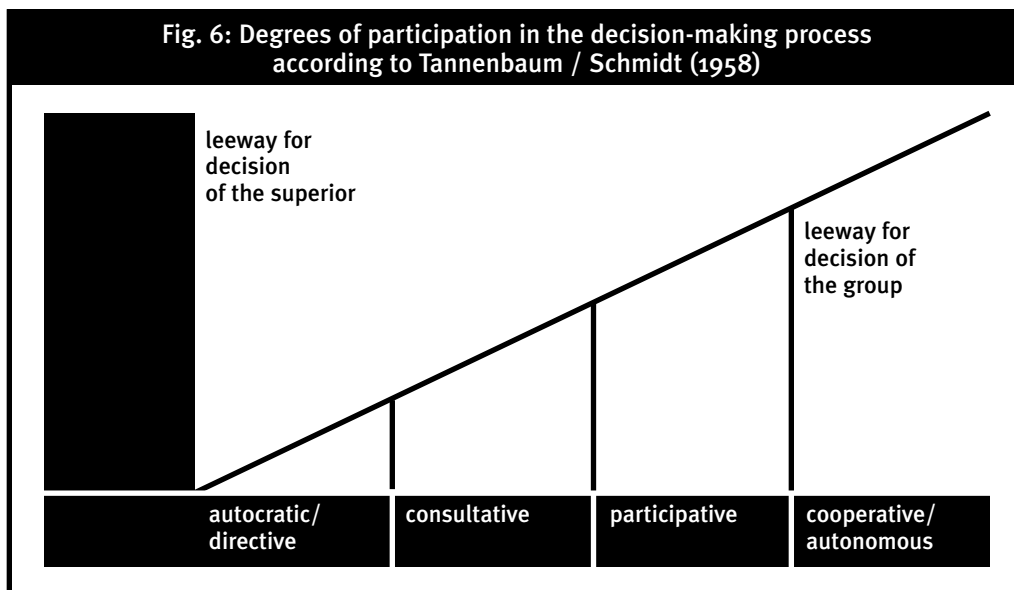 Fig. 6: Degrees of participation in the decision-making process
according to Tannenbaum / Schmidt (1958)
leeway for
decision
of the superior
leeway for
decision of
the group
autocratic/
directive
consultative
participative
cooperative/
autonomous